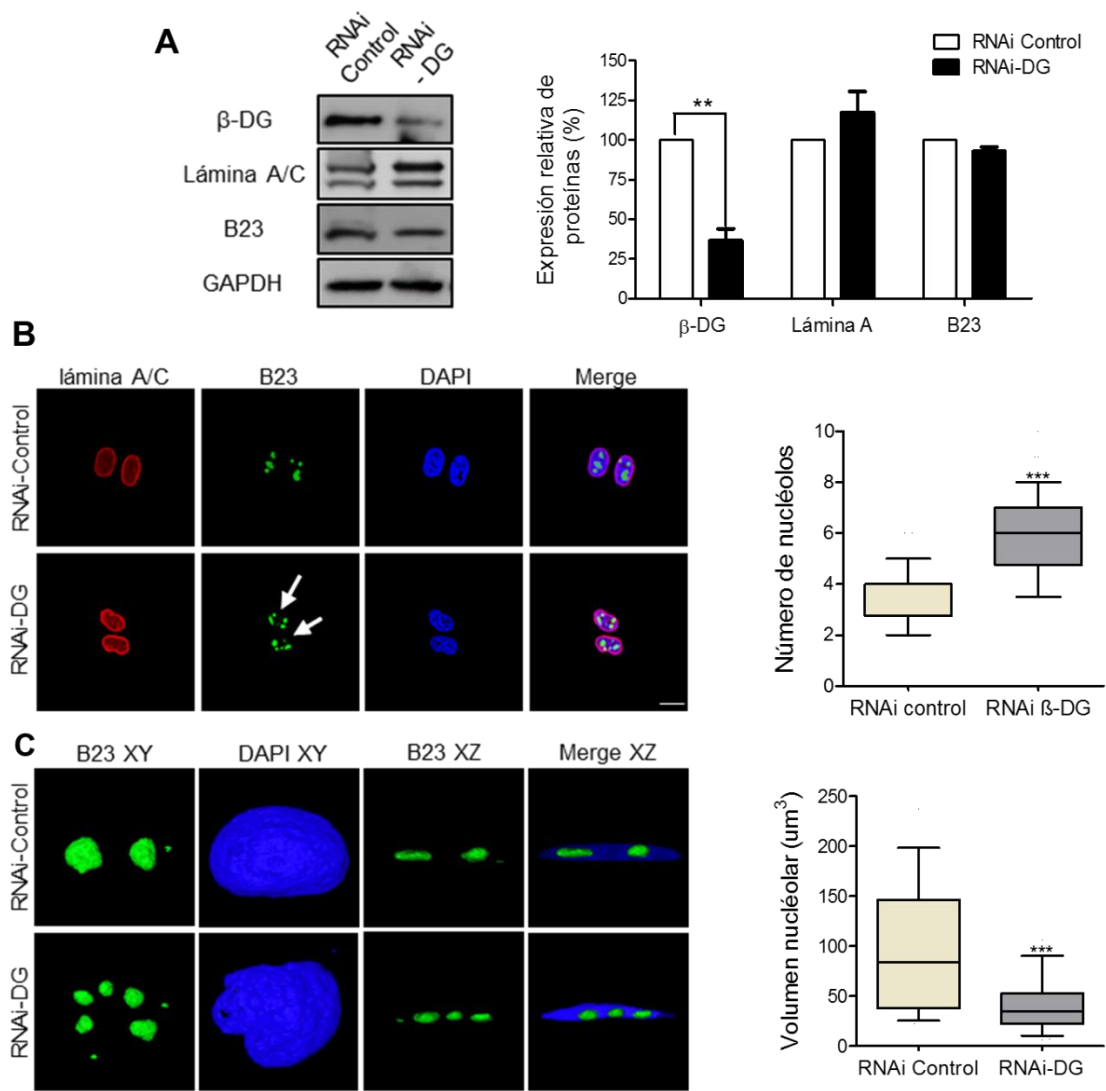 A
RNAi Control
RNAi - DG
β-DG
Lámina A/C
B23
GAPDH
RNAi Control
RNAi-DG
Expresión relativa de proteínas (%)
150
125
100
75
50
25
0
**
β-DG
Lámina A
B23
B
lámina A/C
B23
DAPI
Merge
RNAi-Control
RNAi-DG
Número de nucléolos
10
8
6
4
2
0
***
RNAi control
RNAi ß-DG
C
B23 XY
DAPI XY
B23 XZ
Merge XZ
RNAi-Control
RNAi-DG
Volumen nucléolar (um³)
250
200
150
100
50
0
***
RNAi Control
RNAi-DG